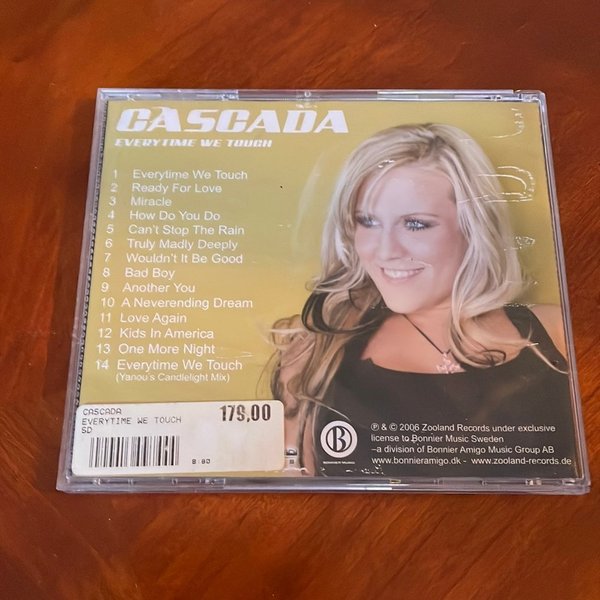 CASCADA
EVERYTIME WE TOUCH
1 Everytime We Touch
2 Ready For Love
3 Miracle
4 How Do You Do
5 Can't Stop The Rain
6 Truly Madly Deeply
7 Wouldn't It Be Good
8 Bad Boy
9 Another You
10 A Neverending Dream
11 Love Again
12 Kids In America
13 One More Night
14 Everytime We Touch
(Yanou's Candlelight Mix)
CASCADA
EVERYTIME WE TOUCH
SD
179,00
B
℗ & © 2006 Zooland Records under exclusive
license to Bonnier Music Sweden
–a division of Bonnier Amigo Music Group AB
www.bonnieramigo.dk - www.zooland-records.de